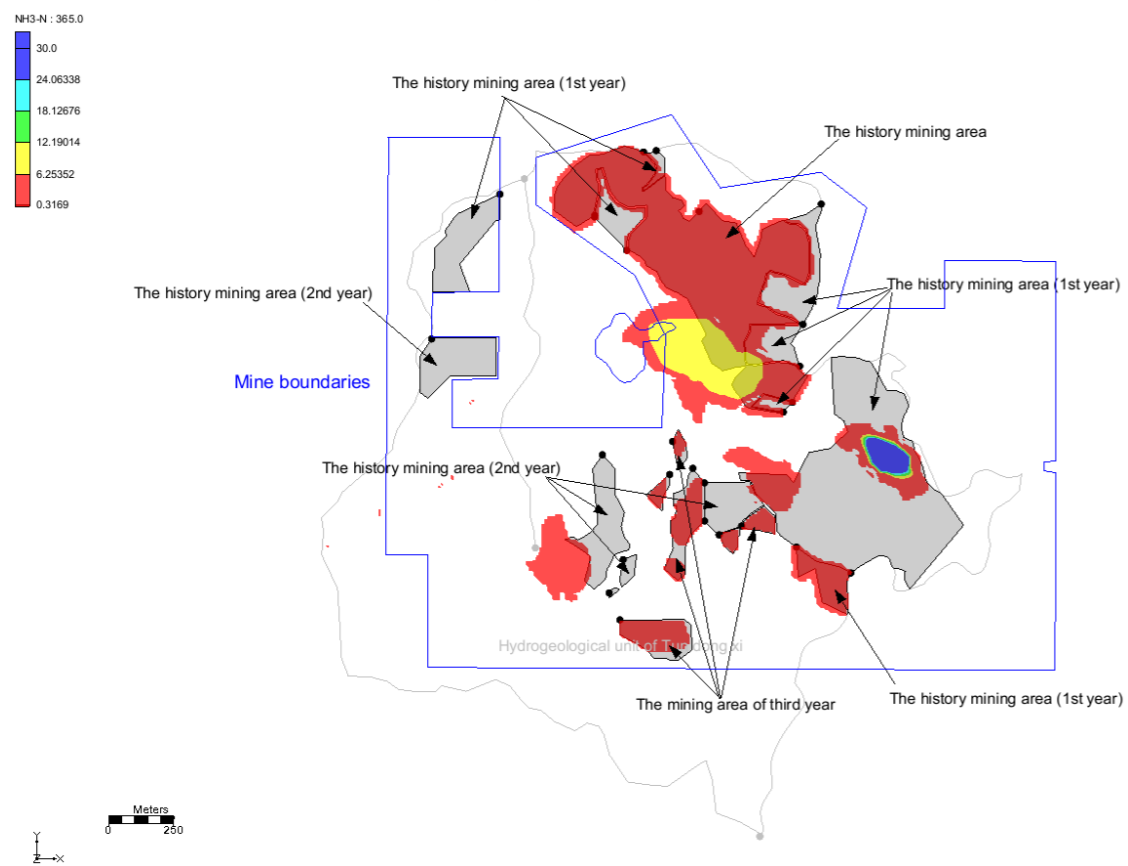 NH3-N : 365.0
30.0
24.06338
18.12676
12.19014
6.25352
0.3169
The history mining area (1st year)
The history mining area
The history mining area (1st year)
The history mining area (2nd year)
Mine boundaries
The history mining area (2nd year)
Hydrogeological unit of Tundong xi
The mining area of third year
The history mining area (1st year)
Meters
0 250
Y
Z X